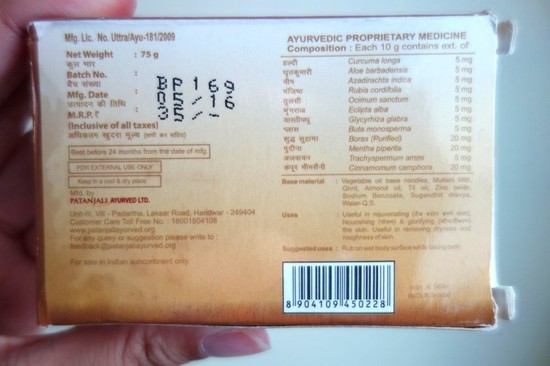 Mfg. Lic. No. Uttra/Ayu-181/2009
Net Weight : 75 g
कुल भार
Batch No. : BP169
बैच संख्या
Mfg. Date : 05/16
उत्पादन की तिथि
M.R.P.₹ : 35/-
(Inclusive of all taxes)
अधिकतम खुदरा मूल्य (सभी कर सहित)
Best before 24 months from the date of mfg.
FOR EXTERNAL USE ONLY
Keep in a cool & dry place
Mfd. by
PATANJALI AYURVED LTD.
Unit-IV, Vill - Padartha, Laksar Road, Haridwar - 249404
Customer Care Toll Free No.: 18001804108
www.patanjaliayurved.org
For any query or suggestion please write to :
feedback@patanjaliayurved.org
For sale in Indian subcontinent only.
AYURVEDIC PROPRIETARY MEDICINE
Composition : Each 10 g contains ext. of
हल्दी Curcuma longa 5 mg
घृतकुमारी Aloe barbadensis 5 mg
नीम Azadirachta indica 5 mg
मंजिष्ठा Rubia cordifolia 5 mg
तुलसी Ocimum sanctum 5 mg
भृंगराज Eclipta alba 5 mg
Glycyrhiza glabra 5 mg
Butea monosperma 5 mg
शुद्ध सुहागा Borax (Purified) 20 mg
पुदीना Mentha piperita 20 mg
अजवायन Trachyspermum ammi 5 mg
कपूर भीमसैनी Cinnamomum camphora 20 mg
Base material : Vegetable oil base noodles, Multani Mitti,
Almond oil, Til oil, Zinc oxide,
Sodium Benzoate, Sugandhit dravya,
Water-Q.S.
Uses : Useful in rejuvenating
Nourishing & glorifying
the skin. Useful in removing dryness and
roughness of skin.
Suggested uses : Rub on wet body surface while taking bath.
8 904109 450228